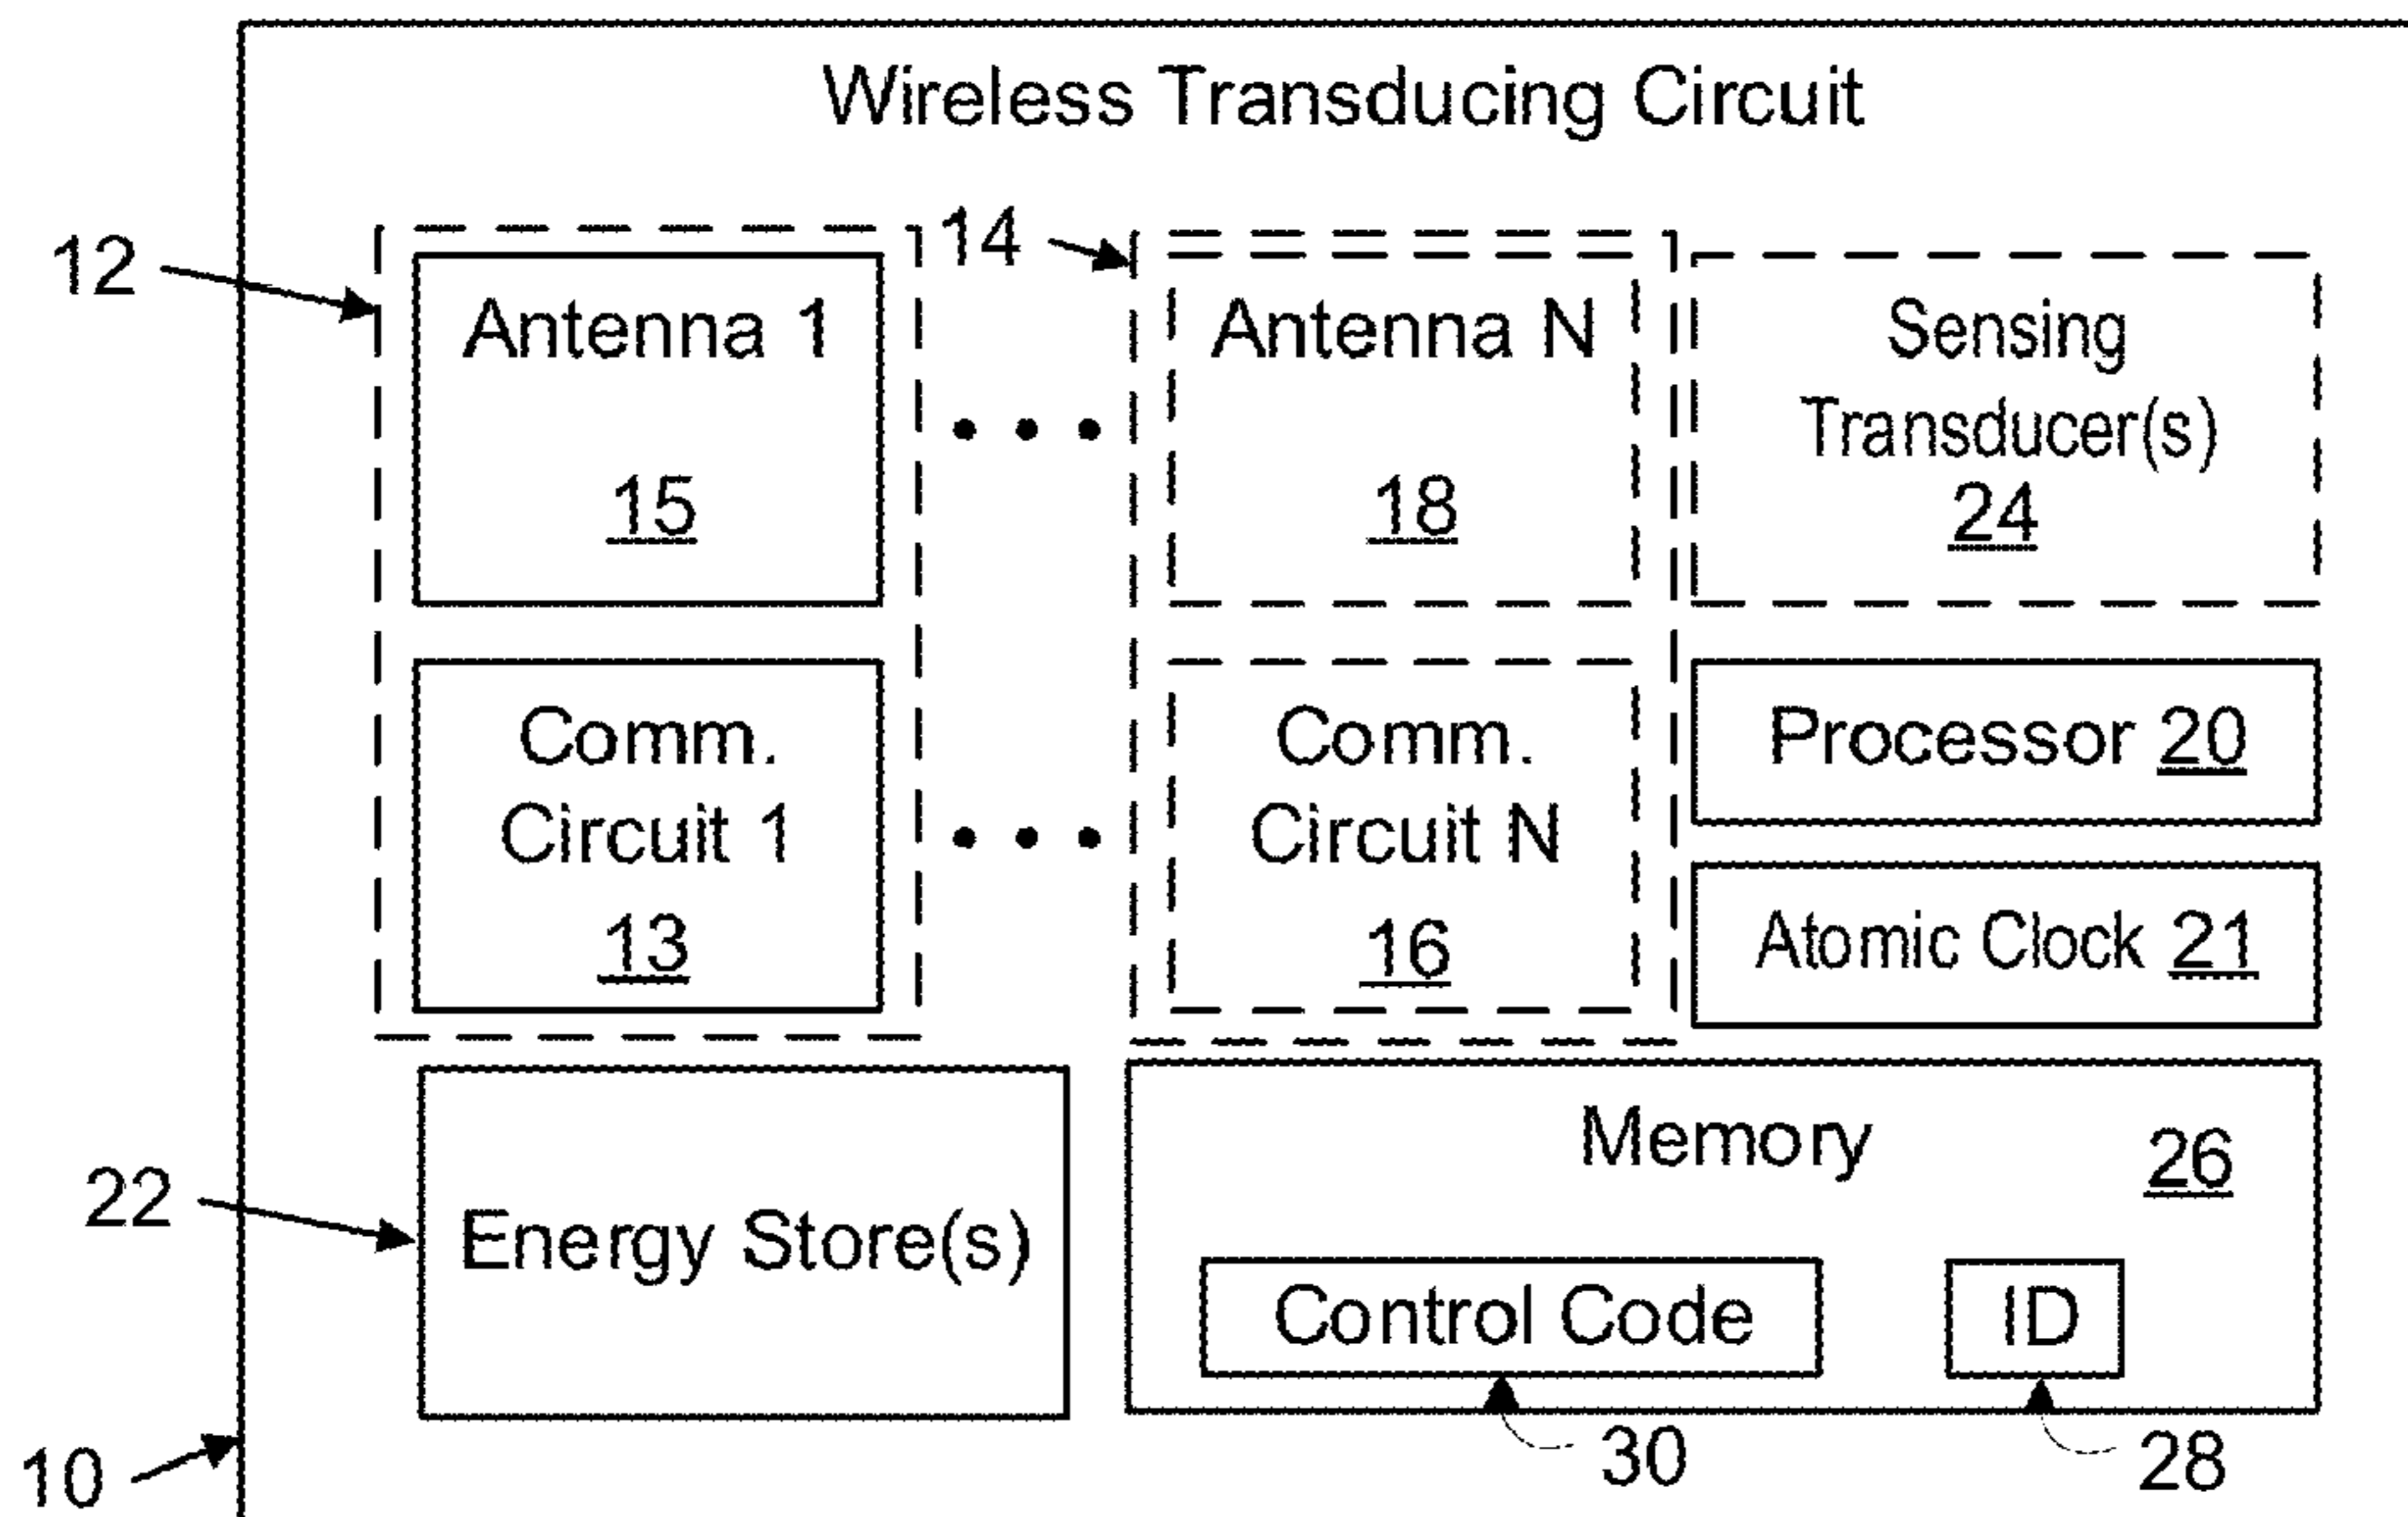 Wireless Transducing Circuit
12
14
Antenna 1
15
Antenna N
18
Sensing
Transducer(s)
24
Comm.
Circuit 1
13
Comm.
Circuit N
16
Processor 20
Atomic Clock 21
22
Energy Store(s)
Memory
26
Control Code
ID
10
30
28